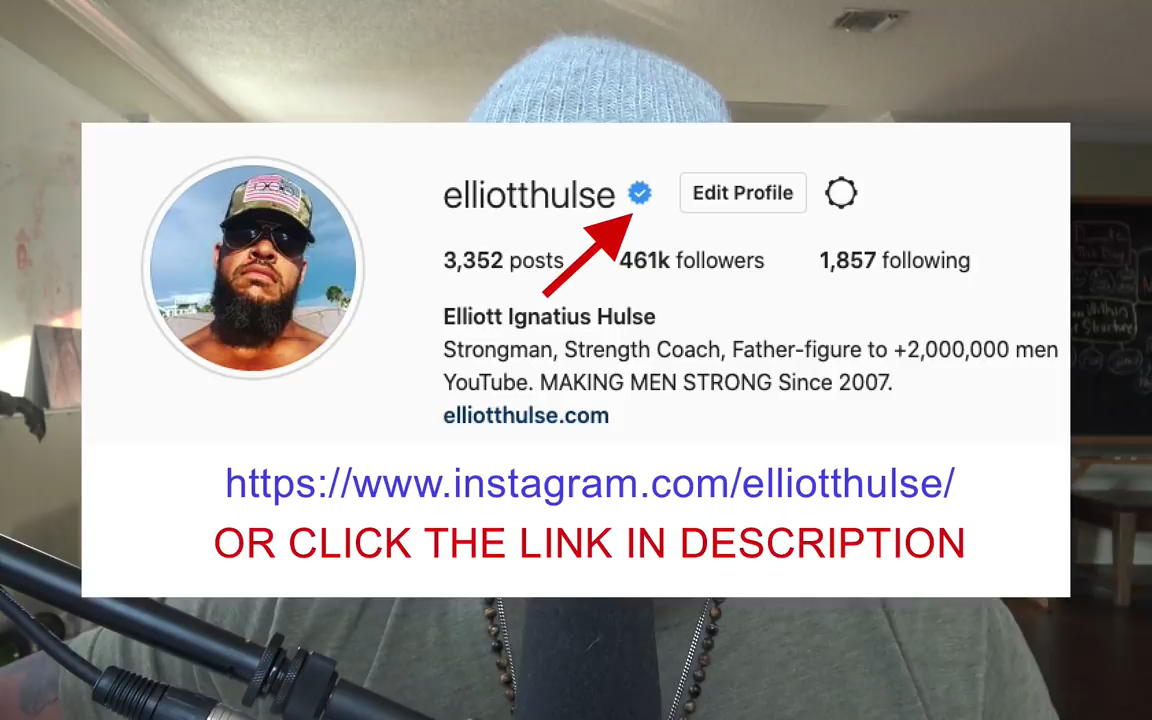 elliotthulse Edit Profile
3,352 posts 461k followers 1,857 following
Elliott Ignatius Hulse
Strongman, Strength Coach, Father-figure to +2,000,000 men
YouTube. MAKING MEN STRONG Since 2007.
elliotthulse.com
https://www.instagram.com/elliotthulse/
OR CLICK THE LINK IN DESCRIPTION